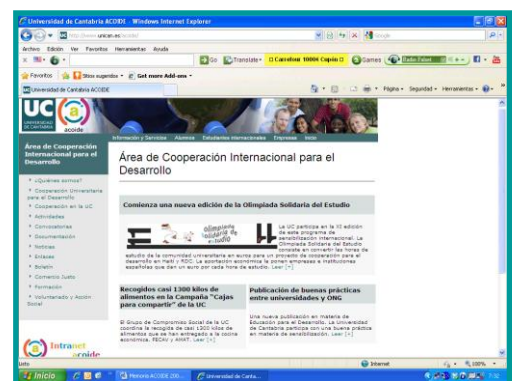 Universidad de Cantabria ACOIDE - Windows Internet Explorer
Archivo Edición Ver Favoritos Herramientas Ayuda
Go Translate Games
Favoritos Sitios sugeridos Get more Add-ons
Universidad de Cantabria ACOIDE
Página Seguridad Herramientas
UC
UNIVERSIDAD
DE CANTABRIA
acoide
Información y Servicios Alumnos Estudiantes internacionales Empresas Inicio
Área de Cooperación
Internacional para el
Desarrollo
¿Quiénes somos?
Cooperación Universitaria
para el Desarrollo
Cooperación en la UC
Actividades
Convocatorias
Documentación
Noticias
Enlaces
Boletín
Comercio Justo
Formación
Voluntariado y Acción
Social
Intranet
acoide
Área de Cooperación Internacional para el
Desarrollo
Comienza una nueva edición de la Olimpiada Solidaria del Estudio
Olimpiada
solidaria de
estudio
La UC participa en la
edición
de este programa de
sensibilización internacional. La
Olimpiada Solidaria del Estudio
consiste en convertir las horas de
estudio de la comunidad universitaria en euros para un proyecto de cooperación para el
desarrollo en Haití y RDC. La aportación económica la ponen empresas e instituciones
españolas que dan un euro por cada hora de estudio. Leer [+]
Recogidos casi 1300 kilos de
alimentos en la Campaña "Cajas
para compartir" de la UC
El Grupo de Compromiso Social de la UC
coordina la recogida de casi 1300 kilos de
alimentos que se han entregado a la cocina
económica, FECAV y AMAT. Leer [+]
Publicación de buenas prácticas
entre universidades y ONG
Una nueva publicación en materia de
Educación para el Desarrollo. La Universidad
de Cantabria participa con una buena práctica
en materia de sensibilización. Leer [+]
Listo
Internet
100%
Inicio